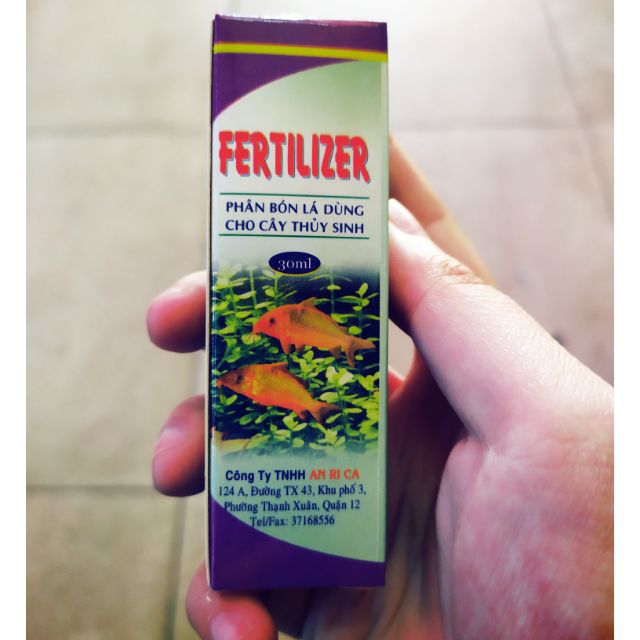 FERTILIZER
PHÂN BÓN LÁ DÙNG
CHO CÂY THỦY SINH
30ml
Công Ty TNHH AN RI CA
124 A, Đường TX 43, Khu phố 3,
Phường Thạnh Xuân, Quận 12
Tel/Fax: 37168556